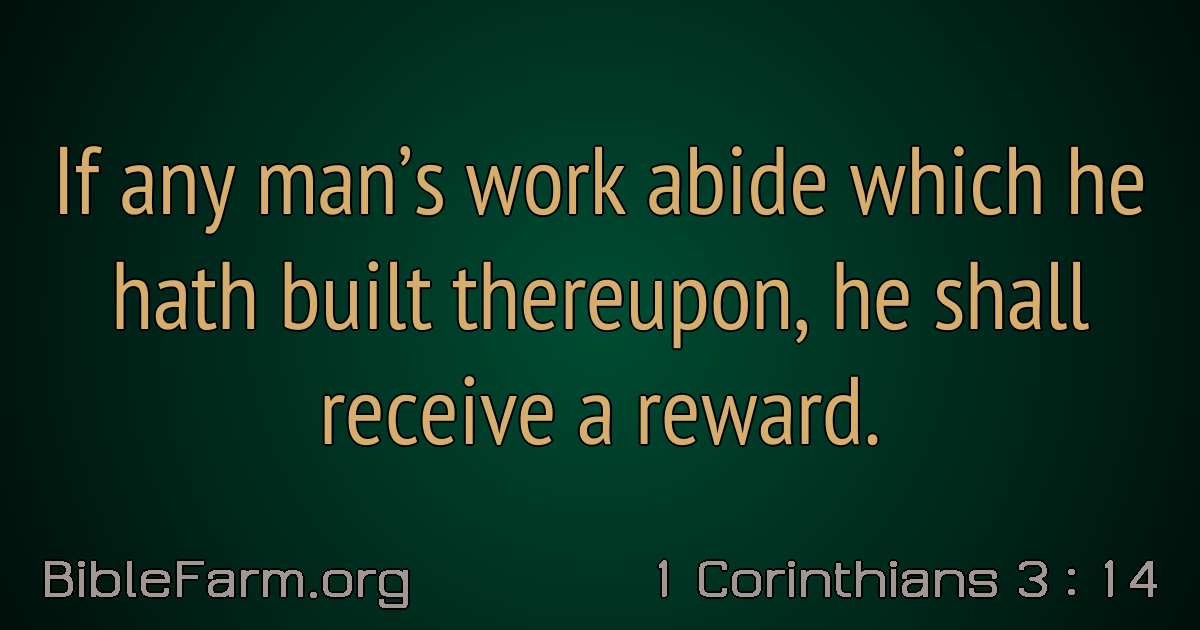 If any man’s work abide which he
hath built thereupon, he shall
receive a reward.
BibleFarm.org
1 Corinthians 3 : 14